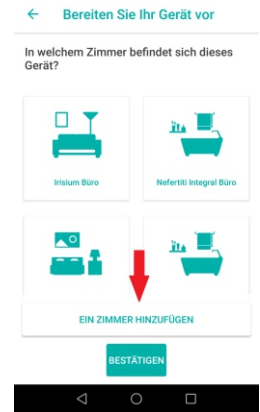 Bereiten Sie Ihr Gerät vor
In welchem Zimmer befindet sich dieses
Gerät?
Irisium Büro
Nefertiti Integral Büro
EIN ZIMMER HINZUFÜGEN
BESTÄTIGEN